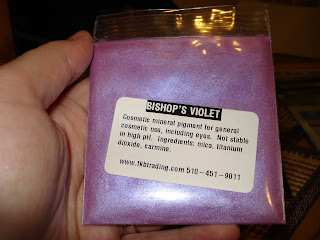 BISHOP'S VIOLET
Cosmetic mineral pigment for general
cosmetic use, including eyes.  Not stable
in high pH.  Ingredients: mica, titanium
dioxide, carmine.
www.tkbtrading.com 510-451-9011